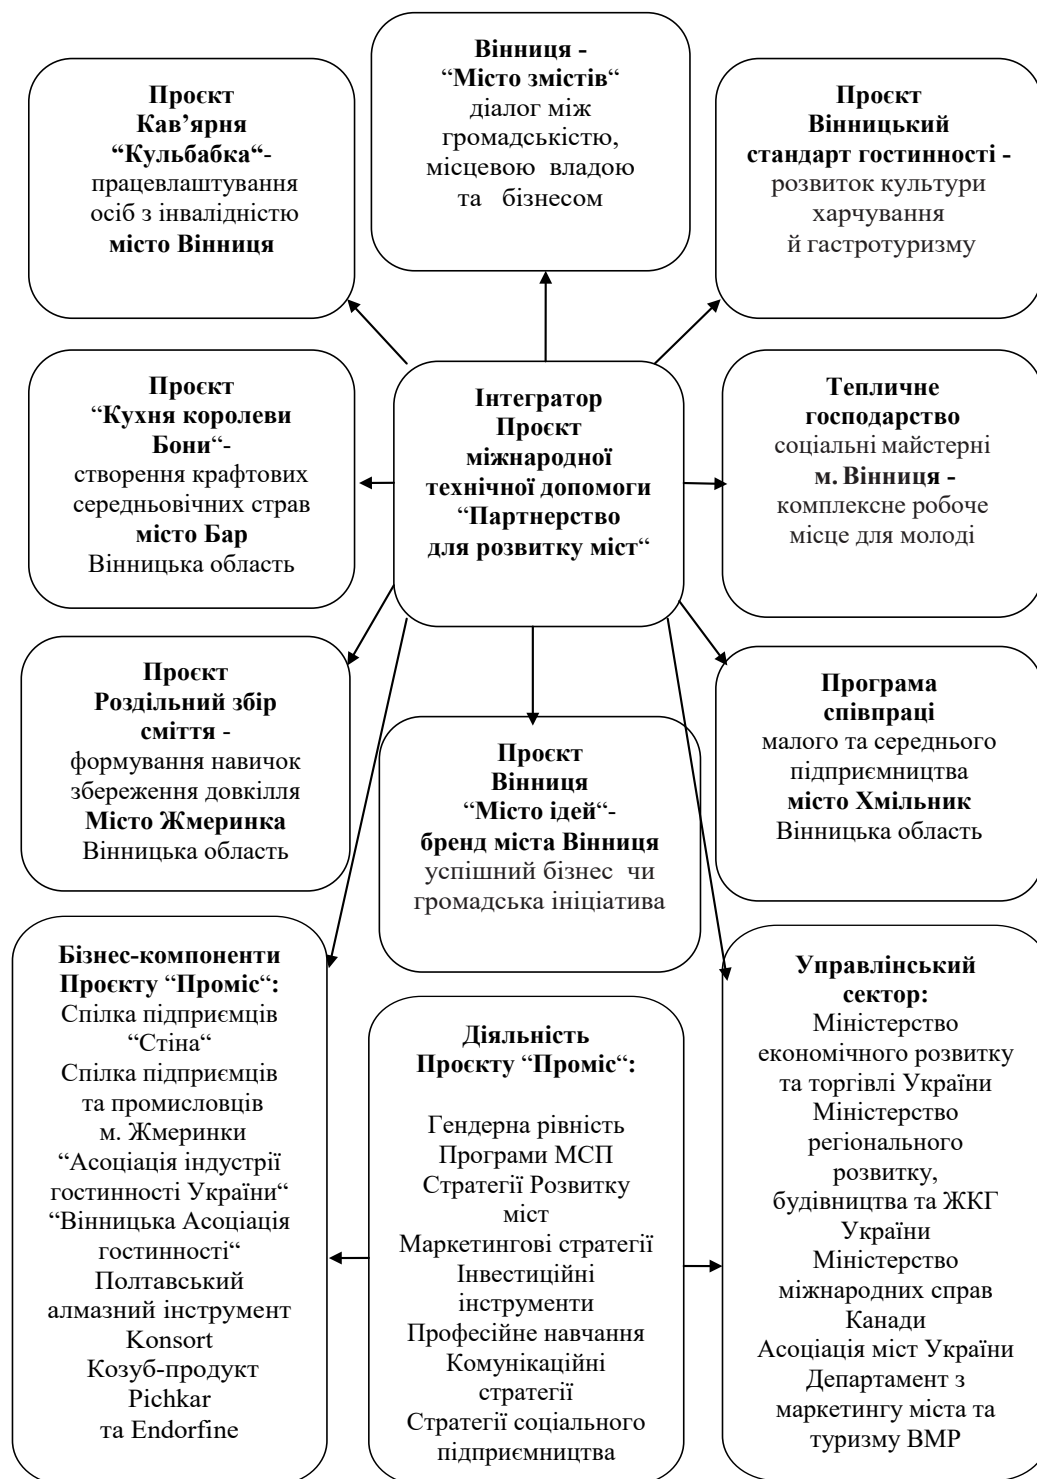 Вінниця -
“Місто змістів“
діалог між
громадськістю,
місцевою владою
та бізнесом
Проєкт
Кав’ярня
“Кульбабка“-
працевлаштування
осіб з інвалідністю
місто Вінниця
Проєкт
Вінницький
стандарт гостинності -
розвиток культури
харчування
й гастротуризму
Проєкт
“Кухня королеви
Бони“-
створення крафтових
середньовічних страв
місто Бар
Вінницька область
Інтегратор
Проєкт
міжнародної
технічної допомоги
“Партнерство
для розвитку міст“
Тепличне
господарство
соціальні майстерні
м. Вінниця -
комплексне робоче
місце для молоді
Проєкт
Роздільний збір
сміття -
формування навичок
збереження довкілля
Місто Жмеринка
Вінницька область
Проєкт
Вінниця
“Місто ідей“-
бренд міста Вінниця
успішний бізнес чи
громадська ініціатива
Програма
співпраці
малого та середнього
підприємництва
місто Хмільник
Вінницька область
Бізнес-компоненти
Проєкту “Проміс“:
Спілка підприємців
“Стіна“
Спілка підприємців
та промисловців
м. Жмеринки
“Асоціація індустрії
гостинності України“
“Вінницька Асоціація
гостинності“
Полтавський
алмазний інструмент
Konsort
Козуб-продукт
Pichkar
та Endorfine
Діяльність
Проєкту “Проміс“:
Гендерна рівність
Програми МСП
Стратегії Розвитку
міст
Маркетингові стратегії
Інвестиційні
інструменти
Професійне навчання
Комунікаційні
стратегії
Стратегії соціального
підприємництва
Управлінський
сектор:
Міністерство
економічного розвитку
та торгівлі України
Міністерство
регіонального
розвитку,
будівництва та ЖКГ
України
Міністерство
міжнародних справ
Канади
Асоціація міст України
Департамент з
маркетингу міста та
туризму ВМР